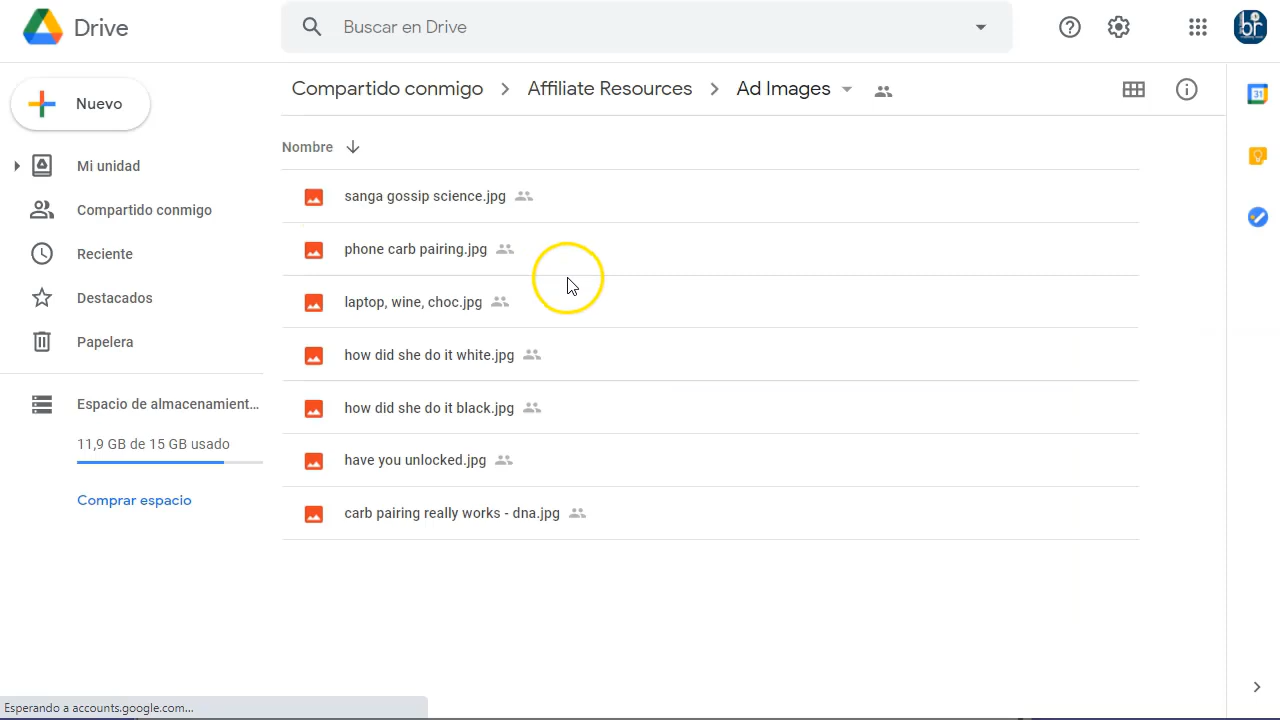 Drive
Buscar en Drive
br
Nuevo
Compartido conmigo
Affiliate Resources
Ad Images
31
Nombre
Mi unidad
Compartido conmigo
Reciente
Destacados
Papelera
Espacio de almacenamient...
11,9 GB de 15 GB usado
Comprar espacio
sanga gossip science.jpg
phone carb pairing.jpg
laptop, wine, choc.jpg
how did she do it white.jpg
how did she do it black.jpg
have you unlocked.jpg
carb pairing really works - dna.jpg
Esperando a accounts.google.com...